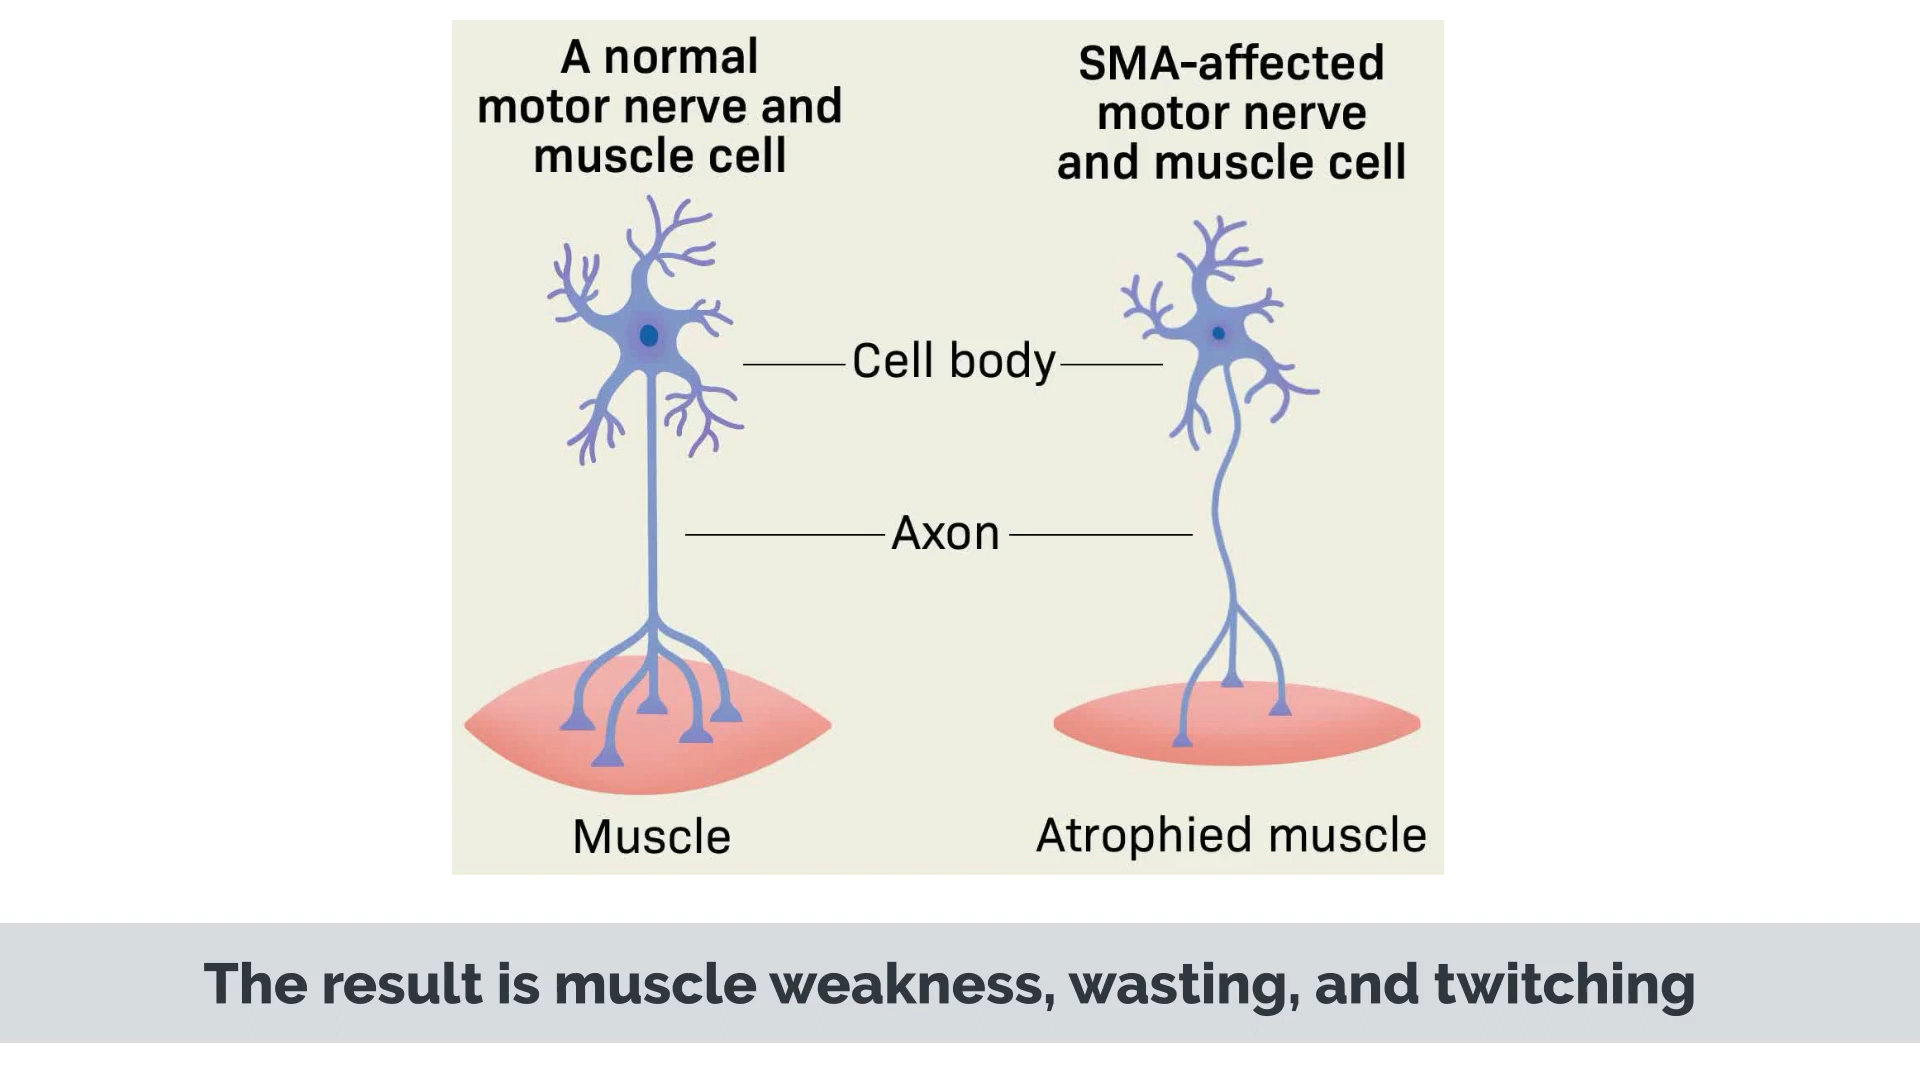 A normal
motor nerve and
muscle cell
SMA-affected
motor nerve
and muscle cell
Cell body
Axon
Muscle
Atrophied muscle
The result is muscle weakness, wasting, and twitching